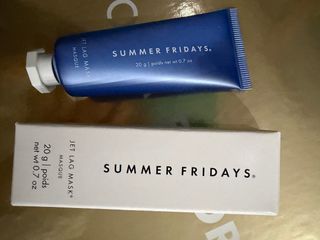 JET LAG MASK
MASQUE
SUMMER FRIDAYS®
20 g | poids net wt 0.7 oz
JET LAG MASK®
MASQUE
SUMMER FRIDAYS®
20 g | poids
net wt 0.7 oz